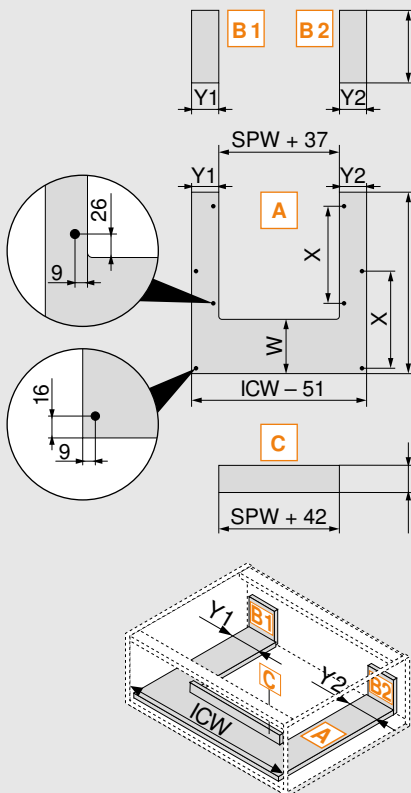 B1
B2
Y1
Y2
SPW + 37
Y1
Y2
A
26
9
X
X
W
16
9
ICW – 51
C
SPW + 42
Y1
B1
C
Y2
B2
ICW
A